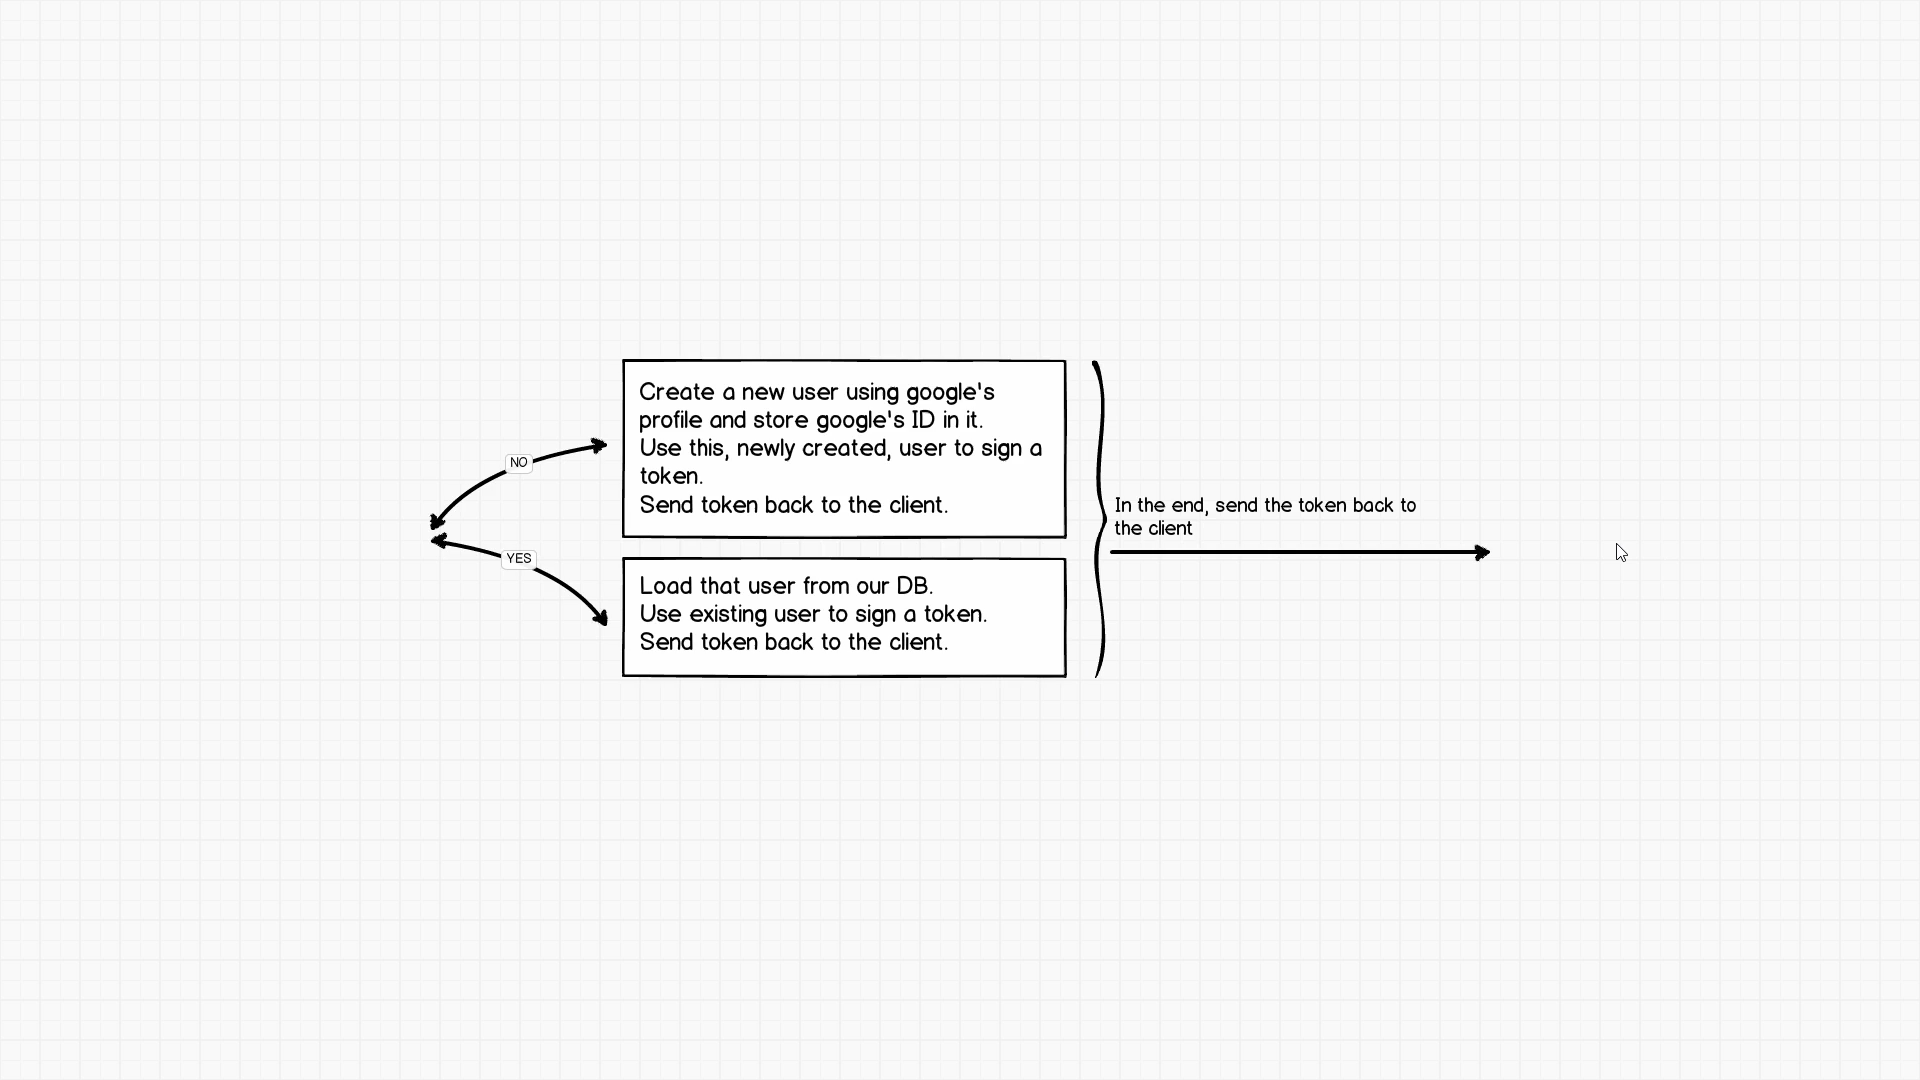 Create a new user using google's
profile and store google's ID in it.
Use this, newly created, user to sign a
token.
Send token back to the client.
NO
In the end, send the token back to
the client
YES
Load that user from our DB.
Use existing user to sign a token.
Send token back to the client.